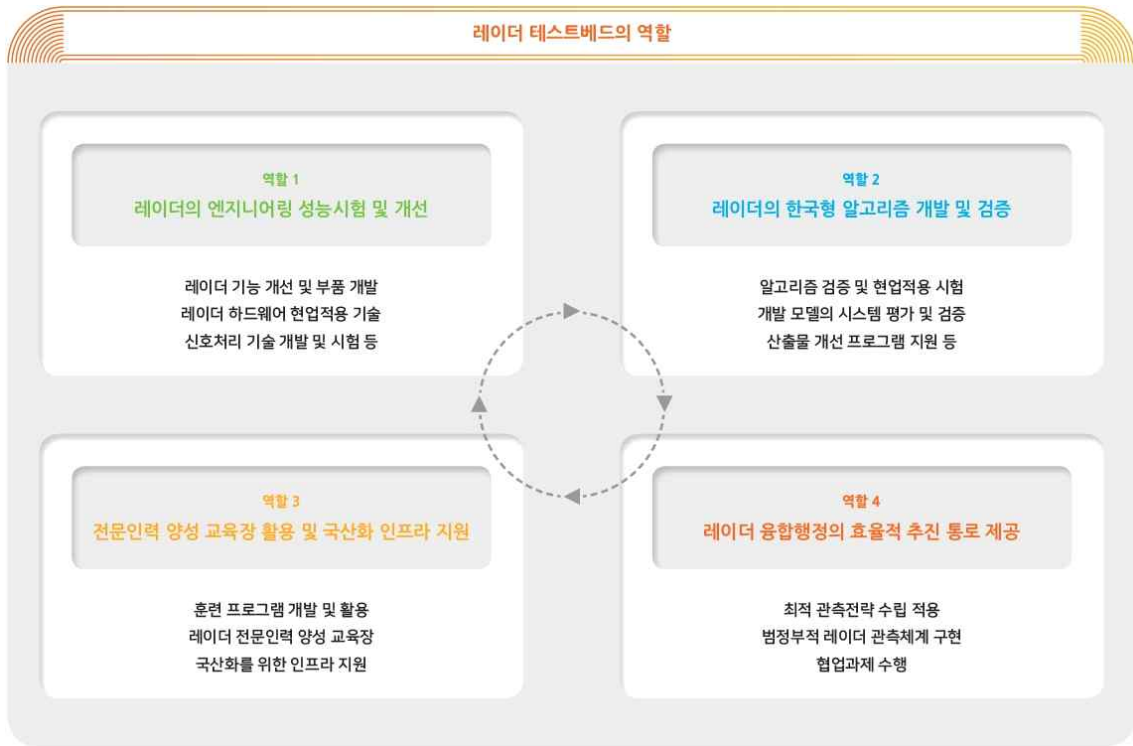 레이더 테스트베드의 역할
역할 1
레이더의 엔지니어링 성능시험 및 개선
레이더 기능 개선 및 부품 개발
레이더 하드웨어 현업적용 기술
신호처리 기술 개발 및 시험 등
역할 2
레이더의 한국형 알고리즘 개발 및 검증
알고리즘 검증 및 현업적용 시험
개발 모델의 시스템 평가 및 검증
산출물 개선 프로그램 지원 등
역할 3
전문인력 양성 교육장 활용 및 국산화 인프라 지원
훈련 프로그램 개발 및 활용
레이더 전문인력 양성 교육장
국산화를 위한 인프라 지원
역할 4
레이더 융합행정의 효율적 추진 통로 제공
최적 관측전략 수립 적용
범정부적 레이더 관측체계 구현
협업과제 수행